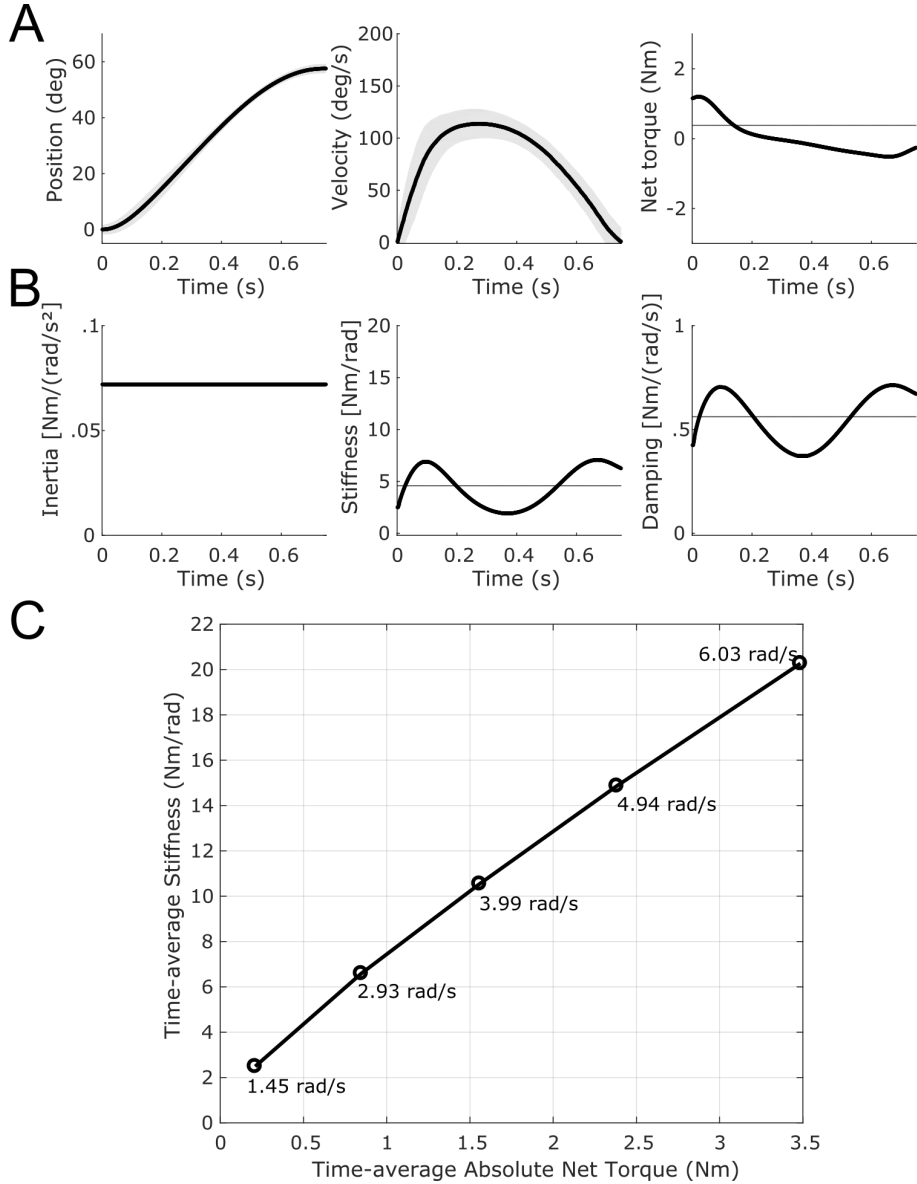 A
Position (deg)
60
40
20
0
0 0.2 0.4 0.6
Time (s)
Velocity (deg/s)
200
150
100
50
0
0 0.2 0.4 0.6
Time (s)
Net torque (Nm)
2
0
-2
0 0.2 0.4 0.6
Time (s)
B
Inertia [Nm/(rad/s²]
.1
.05
0
0 0.2 0.4 0.6
Time (s)
Stiffness [Nm/rad]
20
15
10
5
0
0 0.2 0.4 0.6
Time (s)
Damping [Nm/(rad/s)]
1
.5
0
0 0.2 0.4 0.6
Time (s)
C
Time-average Stiffness (Nm/rad)
22
20
18
16
14
12
10
8
6
4
2
0
6.03 rad/s
4.94 rad/s
3.99 rad/s
2.93 rad/s
1.45 rad/s
0 0.5 1 1.5 2 2.5 3 3.5
Time-average Absolute Net Torque (Nm)